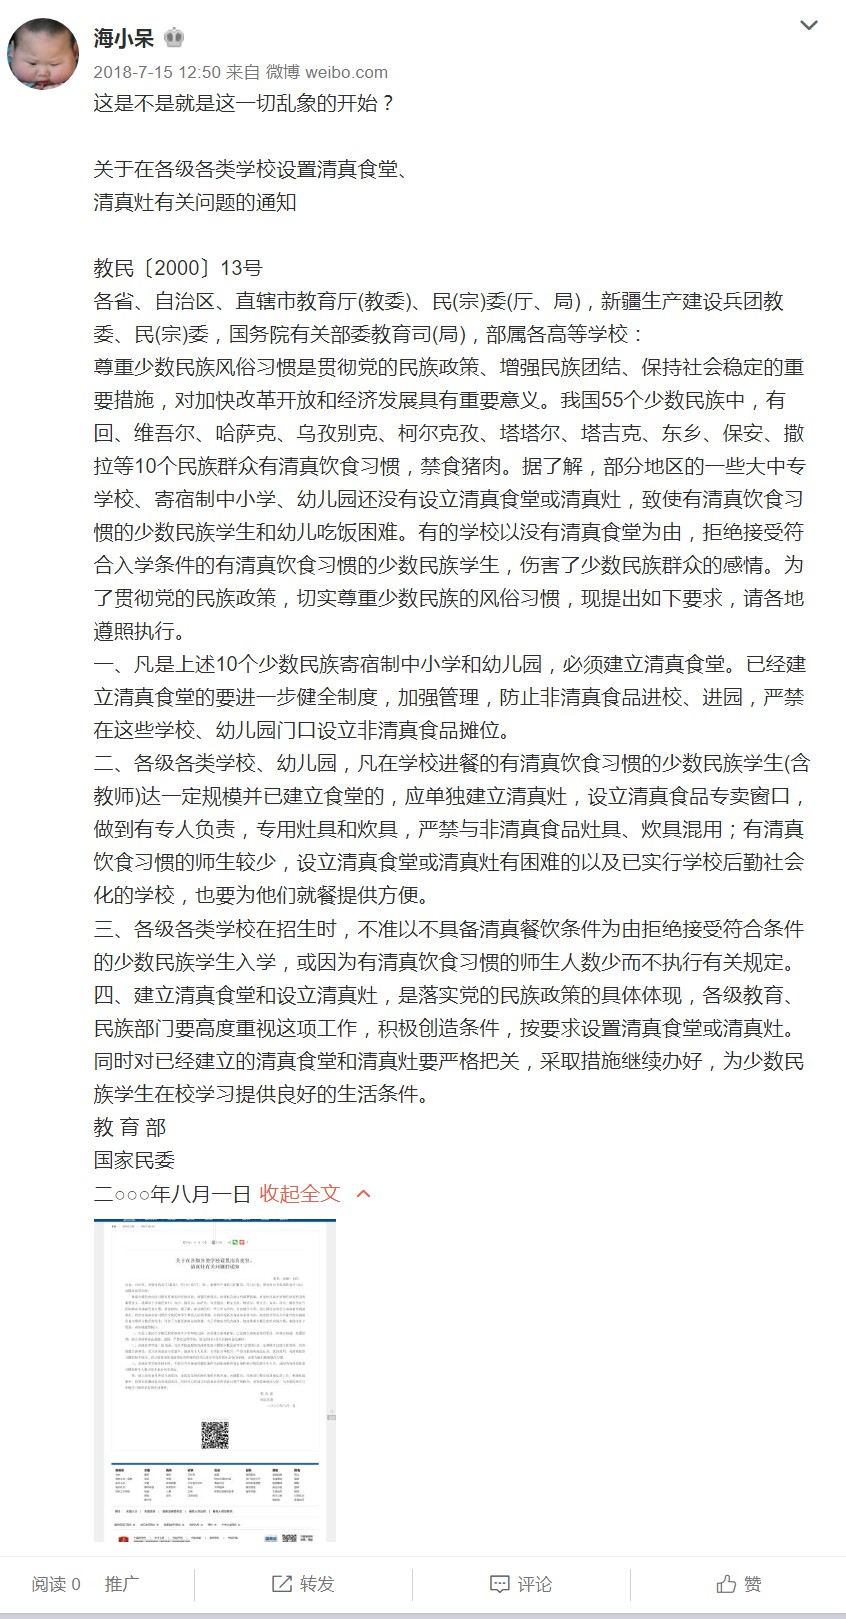 海小呆
2018-7-15 12:50 来自 微博 weibo.com
这是不是就是这一切乱象的开始？
关于在各级各类学校设置清真食堂、
清真灶有关问题的通知
教民〔2000〕13号
各省、自治区、直辖市教育厅(教委)、民(宗)委(厅、局)，新疆生产建设兵团教
委、民(宗)委，国务院有关部委教育司(局)，部属各高等学校：
尊重少数民族风俗习惯是贯彻党的民族政策、增强民族团结、保持社会稳定的重
要措施，对加快改革开放和经济发展具有重要意义。我国55个少数民族中，有
回、维吾尔、哈萨克、乌孜别克、柯尔克孜、塔塔尔、塔吉克、东乡、保安、撒
拉等10个民族群众有清真饮食习惯，禁食猪肉。据了解，部分地区的一些大中专
学校、寄宿制中小学、幼儿园还没有设立清真食堂或清真灶，致使有清真饮食习
惯的少数民族学生和幼儿吃饭困难。有的学校以没有清真食堂为由，拒绝接受符
合入学条件的有清真饮食习惯的少数民族学生，伤害了少数民族群众的感情。为
了贯彻党的民族政策，切实尊重少数民族的风俗习惯，现提出如下要求，请各地
遵照执行。
一、凡是上述10个少数民族寄宿制中小学和幼儿园，必须建立清真食堂。已经建
立清真食堂的要进一步健全制度，加强管理，防止非清真食品进校、进园，严禁
在这些学校、幼儿园门口设立非清真食品摊位。
二、各级各类学校、幼儿园，凡在学校进餐的有清真饮食习惯的少数民族学生(含
教师)达一定规模并已建立食堂的，应单独建立清真灶，设立清真食品专卖窗口，
做到有专人负责，专用灶具和炊具，严禁与非清真食品灶具、炊具混用；有清真
饮食习惯的师生较少，设立清真食堂或清真灶有困难的以及已实行学校后勤社会
化的学校，也要为他们就餐提供方便。
三、各级各类学校在招生时，不准以不具备清真餐饮条件为由拒绝接受符合条件
的少数民族学生入学，或因为有清真饮食习惯的师生人数少而不执行有关规定。
四、建立清真食堂和设立清真灶，是落实党的民族政策的具体体现，各级教育、
民族部门要高度重视这项工作，积极创造条件，按要求设置清真食堂或清真灶。
同时对已经建立的清真食堂和清真灶要严格把关，采取措施继续办好，为少数民
族学生在校学习提供良好的生活条件。
教 育 部
国家民委
二○○○年八月一日 收起全文
关于在各级各类学校设置清真食堂、
清真灶有关问题的通知
阅读 0 推广 转发 评论 赞